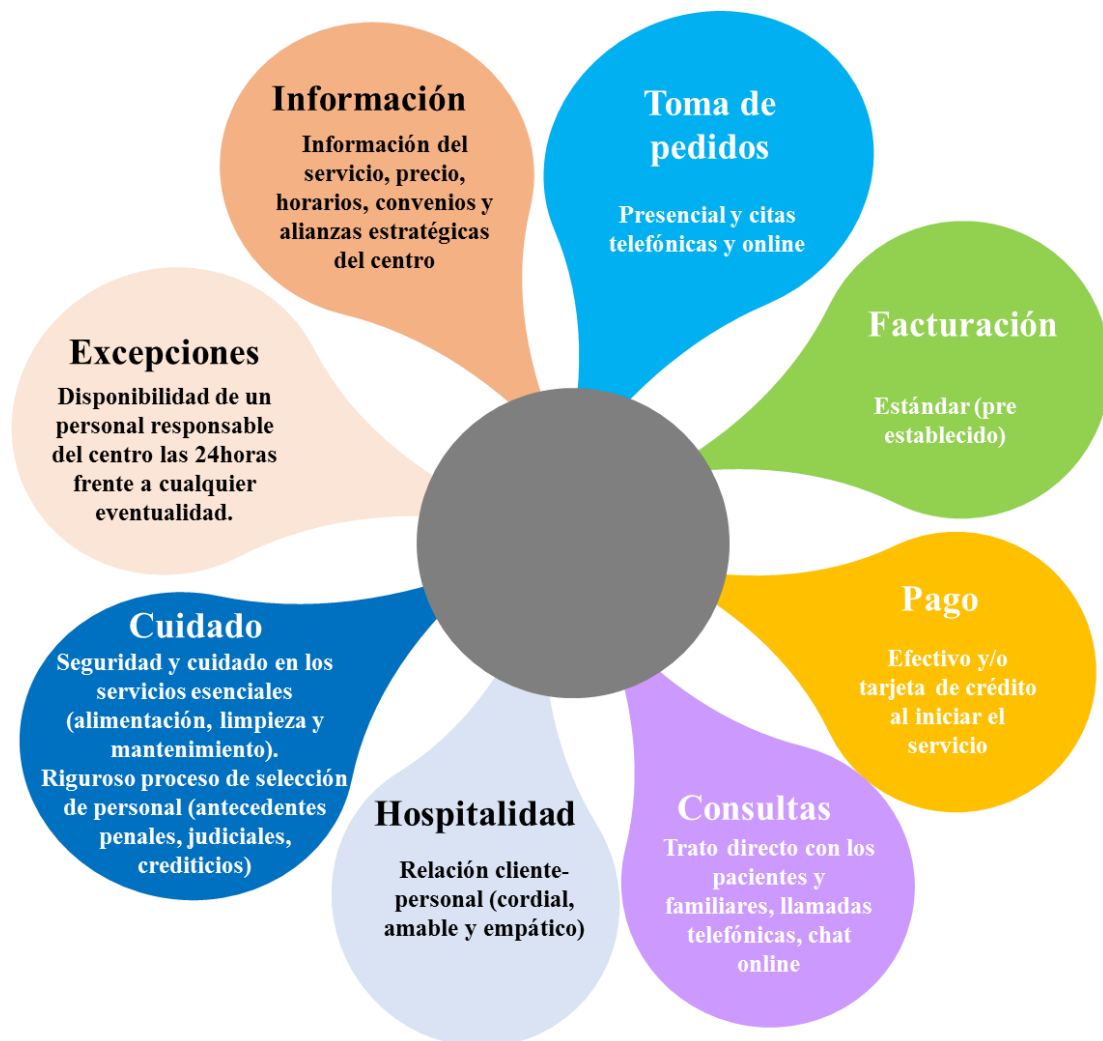 Información
Información del
servicio, precio,
horarios, convenios y
alianzas estratégicas
del centro
Toma de
pedidos
Presencial y citas
telefónicas y online
Facturación
Estándar (pre
establecido)
Pago
Efectivo y/o
tarjeta de crédito
al iniciar el
servicio
Consultas
Trato directo con los
pacientes y
familiares, llamadas
telefónicas, chat
online
Hospitalidad
Relación cliente-
personal (cordial,
amable y empático)
Cuidado
Seguridad y cuidado en los
servicios esenciales
(alimentación, limpieza y
mantenimiento).
Riguroso proceso de selección
de personal (antecedentes
penales, judiciales,
crediticios)
Excepciones
Disponibilidad de un
personal responsable
del centro las 24horas
frente a cualquier
eventualidad.